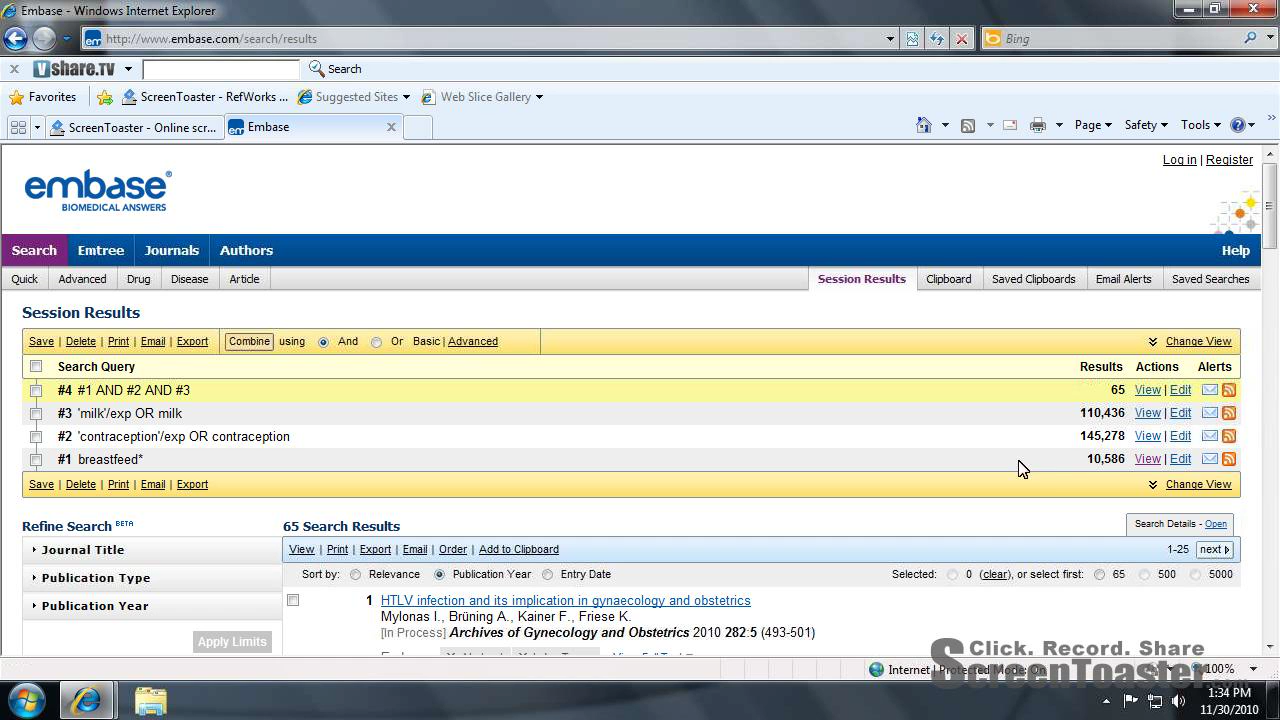 Embase - Windows Internet Explorer
http://www.embase.com/search/results
Bing
vshare.tv Search
Favorites ScreenToaster - RefWorks ... Suggested Sites Web Slice Gallery
ScreenToaster - Online scr... Embase Page Safety Tools
Log in | Register
embase®
BIOMEDICAL ANSWERS
Search Emtree Journals Authors Help
Quick Advanced Drug Disease Article Session Results Clipboard Saved Clipboards Email Alerts Saved Searches
Session Results
Save | Delete | Print | Email | Export Combine using And Or Basic | Advanced Change View
Search Query Results Actions Alerts
#4 #1 AND #2 AND #3 65 View | Edit
#3 'milk'/exp OR milk 110,436 View | Edit
#2 'contraception'/exp OR contraception 145,278 View | Edit
#1 breastfeed* 10,586 View | Edit
Save | Delete | Print | Email | Export Change View
Refine Search BETA 65 Search Results Search Details - Open
Journal Title View | Print | Export | Email | Order | Add to Clipboard 1-25 next
Publication Type Sort by: Relevance Publication Year Entry Date Selected: 0 (clear), or select first: 65 500 5000
Publication Year 1 HTLV infection and its implication in gynaecology and obstetrics
Mylonas I., Brüning A., Kainer F., Friese K.
[In Process] Archives of Gynecology and Obstetrics 2010 282:5 (493-501)
Apply Limits
Click. Record. Share
ScreenToaster.com
Internet | Protected Mode: On 100%
1:34 PM
11/30/2010